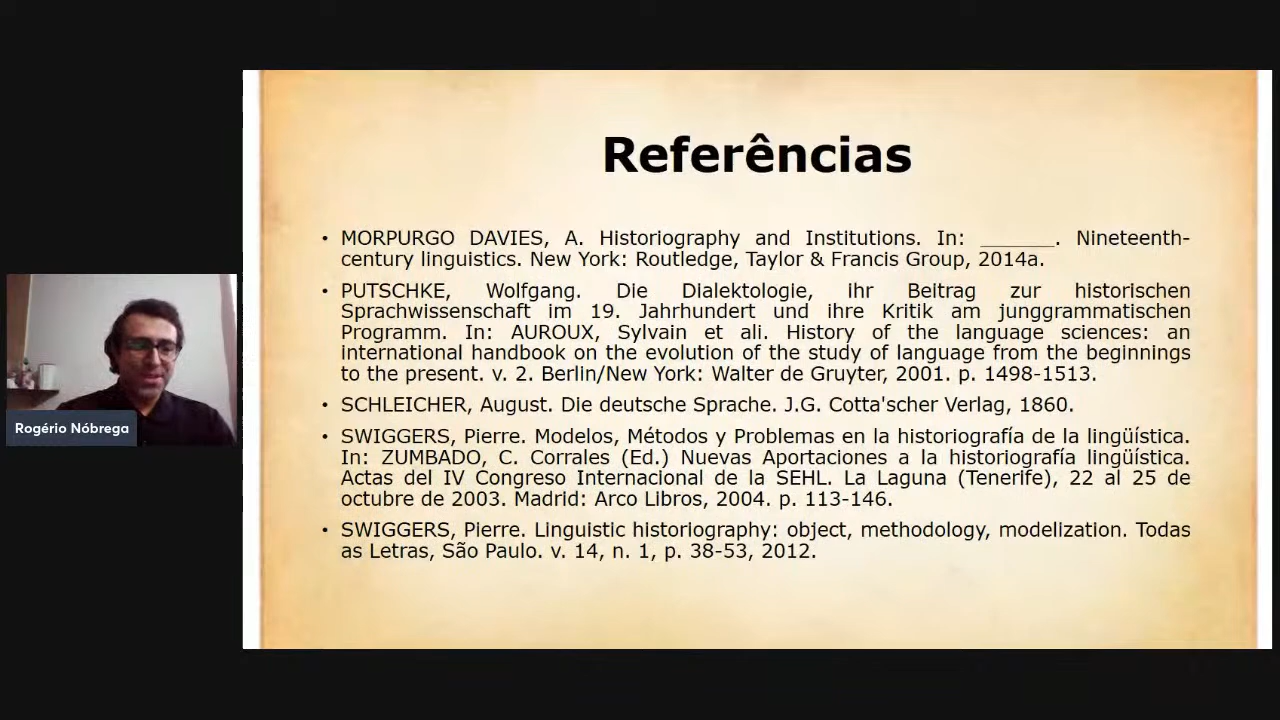 Referências
• MORPURGO DAVIES, A. Historiography and Institutions. In: ______. Nineteenth-
century linguistics. New York: Routledge, Taylor & Francis Group, 2014a.
• PUTSCHKE, Wolfgang. Die Dialektologie, ihr Beitrag zur historischen
Sprachwissenschaft im 19. Jahrhundert und ihre Kritik am junggrammatischen
Programm. In: AUROUX, Sylvain et ali. History of the language sciences: an
international handbook on the evolution of the study of language from the beginnings
to the present. v. 2. Berlin/New York: Walter de Gruyter, 2001. p. 1498-1513.
• SCHLEICHER, August. Die deutsche Sprache. J.G. Cotta'scher Verlag, 1860.
• SWIGGERS, Pierre. Modelos, Métodos y Problemas en la historiografía de la lingüística.
In: ZUMBADO, C. Corrales (Ed.) Nuevas Aportaciones a la historiografía lingüística.
Actas del IV Congreso Internacional de la SEHL. La Laguna (Tenerife), 22 al 25 de
octubre de 2003. Madrid: Arco Libros, 2004. p. 113-146.
• SWIGGERS, Pierre. Linguistic historiography: object, methodology, modelization. Todas
as Letras, São Paulo. v. 14, n. 1, p. 38-53, 2012.
Rogério Nóbrega